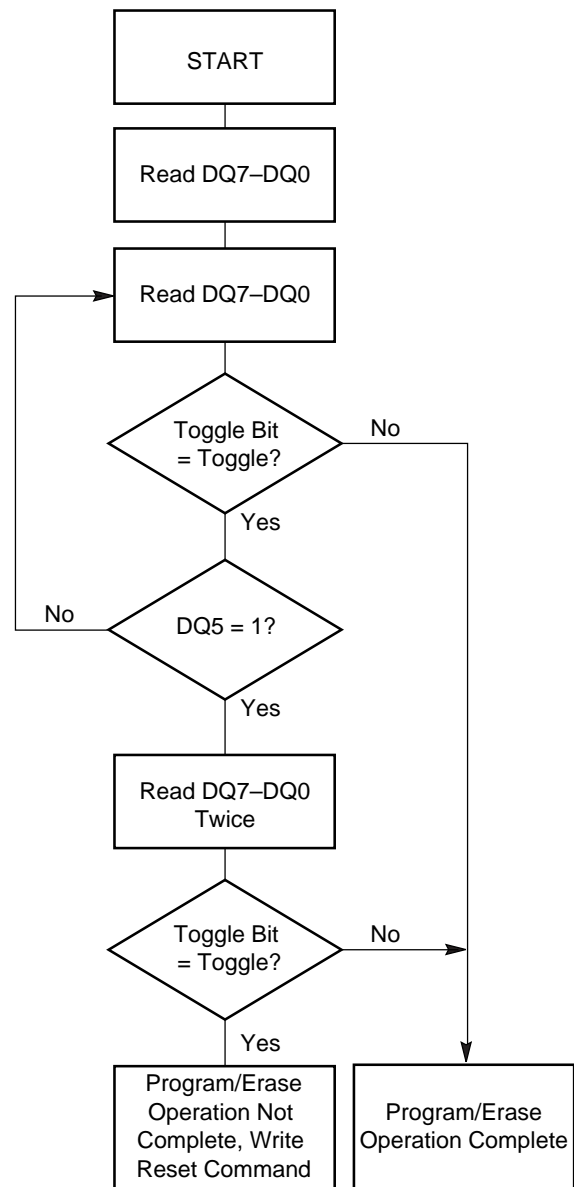 START
Read DQ7–DQ0
Read DQ7–DQ0
Toggle Bit
= Toggle?
No
Yes
No
DQ5 = 1?
Yes
Read DQ7–DQ0
Twice
Toggle Bit
= Toggle?
No
Yes
Program/Erase
Operation Not
Complete, Write
Reset Command
Program/Erase
Operation Complete